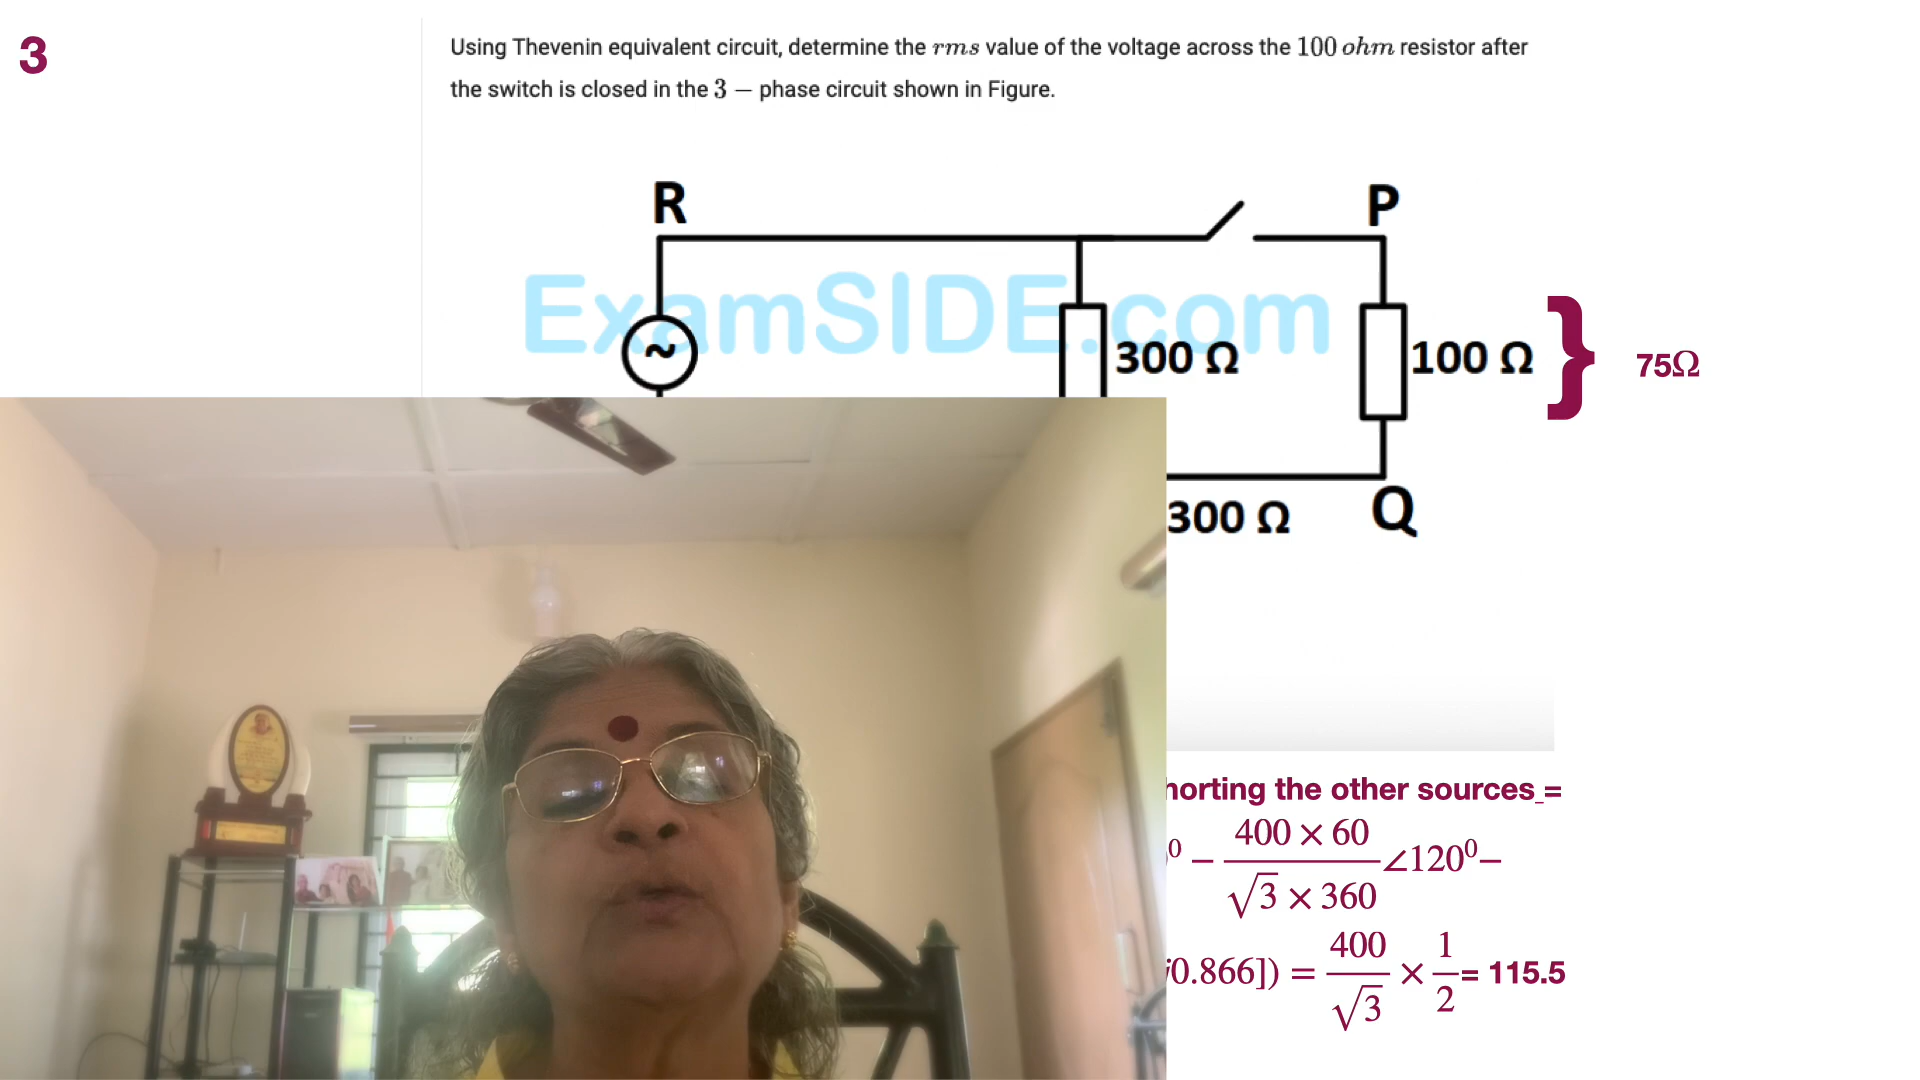 3
Using Thevenin equivalent circuit, determine the rms value of the voltage across the 100 ohm resistor after
the switch is closed in the 3 – phase circuit shown in Figure.
R
P
ExamSIDE.com
300 Ω
100 Ω
} 75Ω
300 Ω
Q
horting the other sources_=
0 – 400 × 60 / √3 × 360 ∠120⁰–
0.866]) = 400 / √3 × 1 / 2 = 115.5